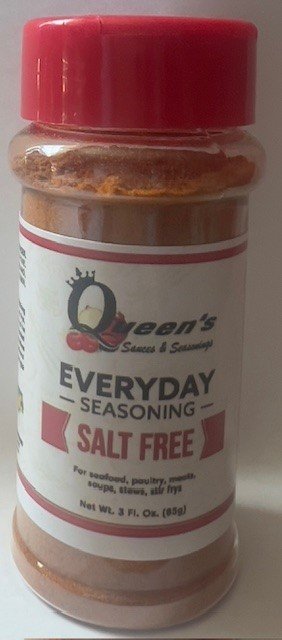 Queen's
Sauces & Seasonings
EVERYDAY
SEASONING
SALT FREE
For seafood, poultry, meats,
soups, stews, stir frys
Net Wt. 3 Fl. Oz. (85g)